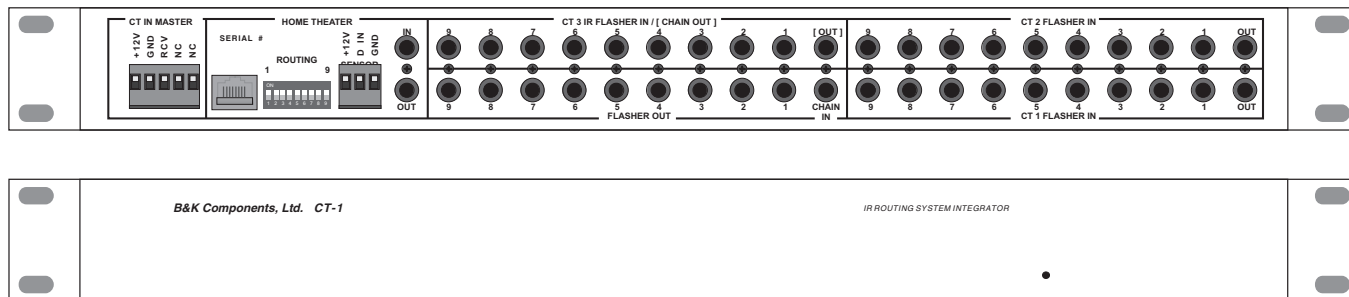 CT IN MASTER
HOME THEATER
CT 3 IR FLASHER IN / [ CHAIN OUT ]
CT 2 FLASHER IN
+12V
GND
RCV
NC
NC
SERIAL #
ROUTING
1 9
ON
1 2 3 4 5 6 7 8 9
+12V
D IN
GND
SENSOR
IN
OUT
9 8 7 6 5 4 3 2 1 [ OUT ]
9 8 7 6 5 4 3 2 1 OUT
9 8 7 6 5 4 3 2 1 CHAIN IN
FLASHER OUT
9 8 7 6 5 4 3 2 1 OUT
CT 1 FLASHER IN
B&K Components, Ltd. CT-1
IR ROUTING SYSTEM INTEGRATOR